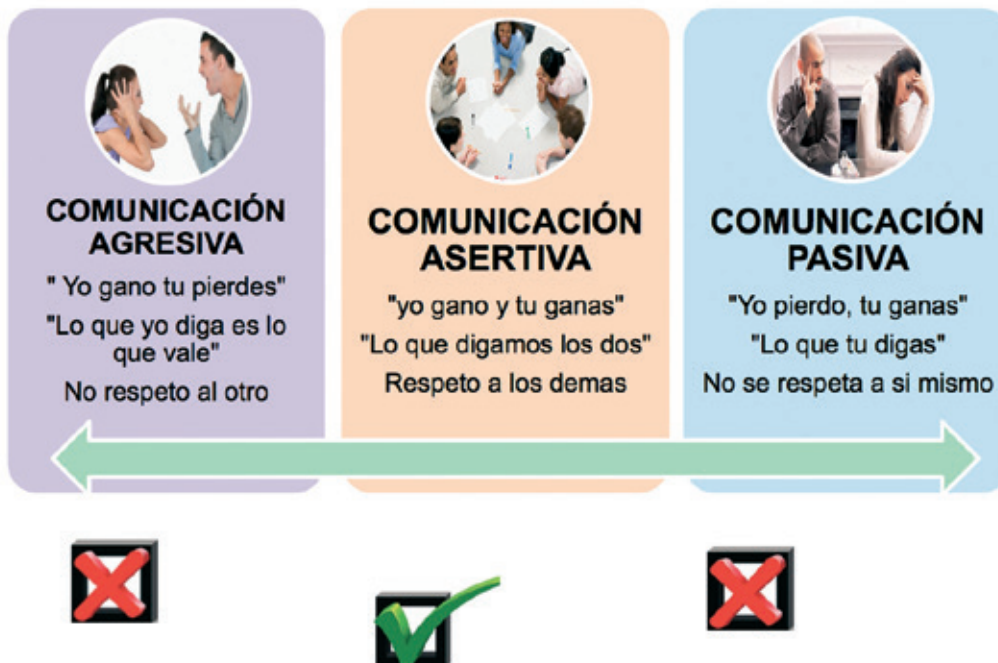 COMUNICACIÓN
AGRESIVA
" Yo gano tu pierdes"
"Lo que yo diga es lo
que vale"
No respeto al otro
COMUNICACIÓN
ASERTIVA
"yo gano y tu ganas"
"Lo que digamos los dos"
Respeto a los demas
COMUNICACIÓN
PASIVA
"Yo pierdo, tu ganas"
"Lo que tu digas"
No se respeta a si mismo